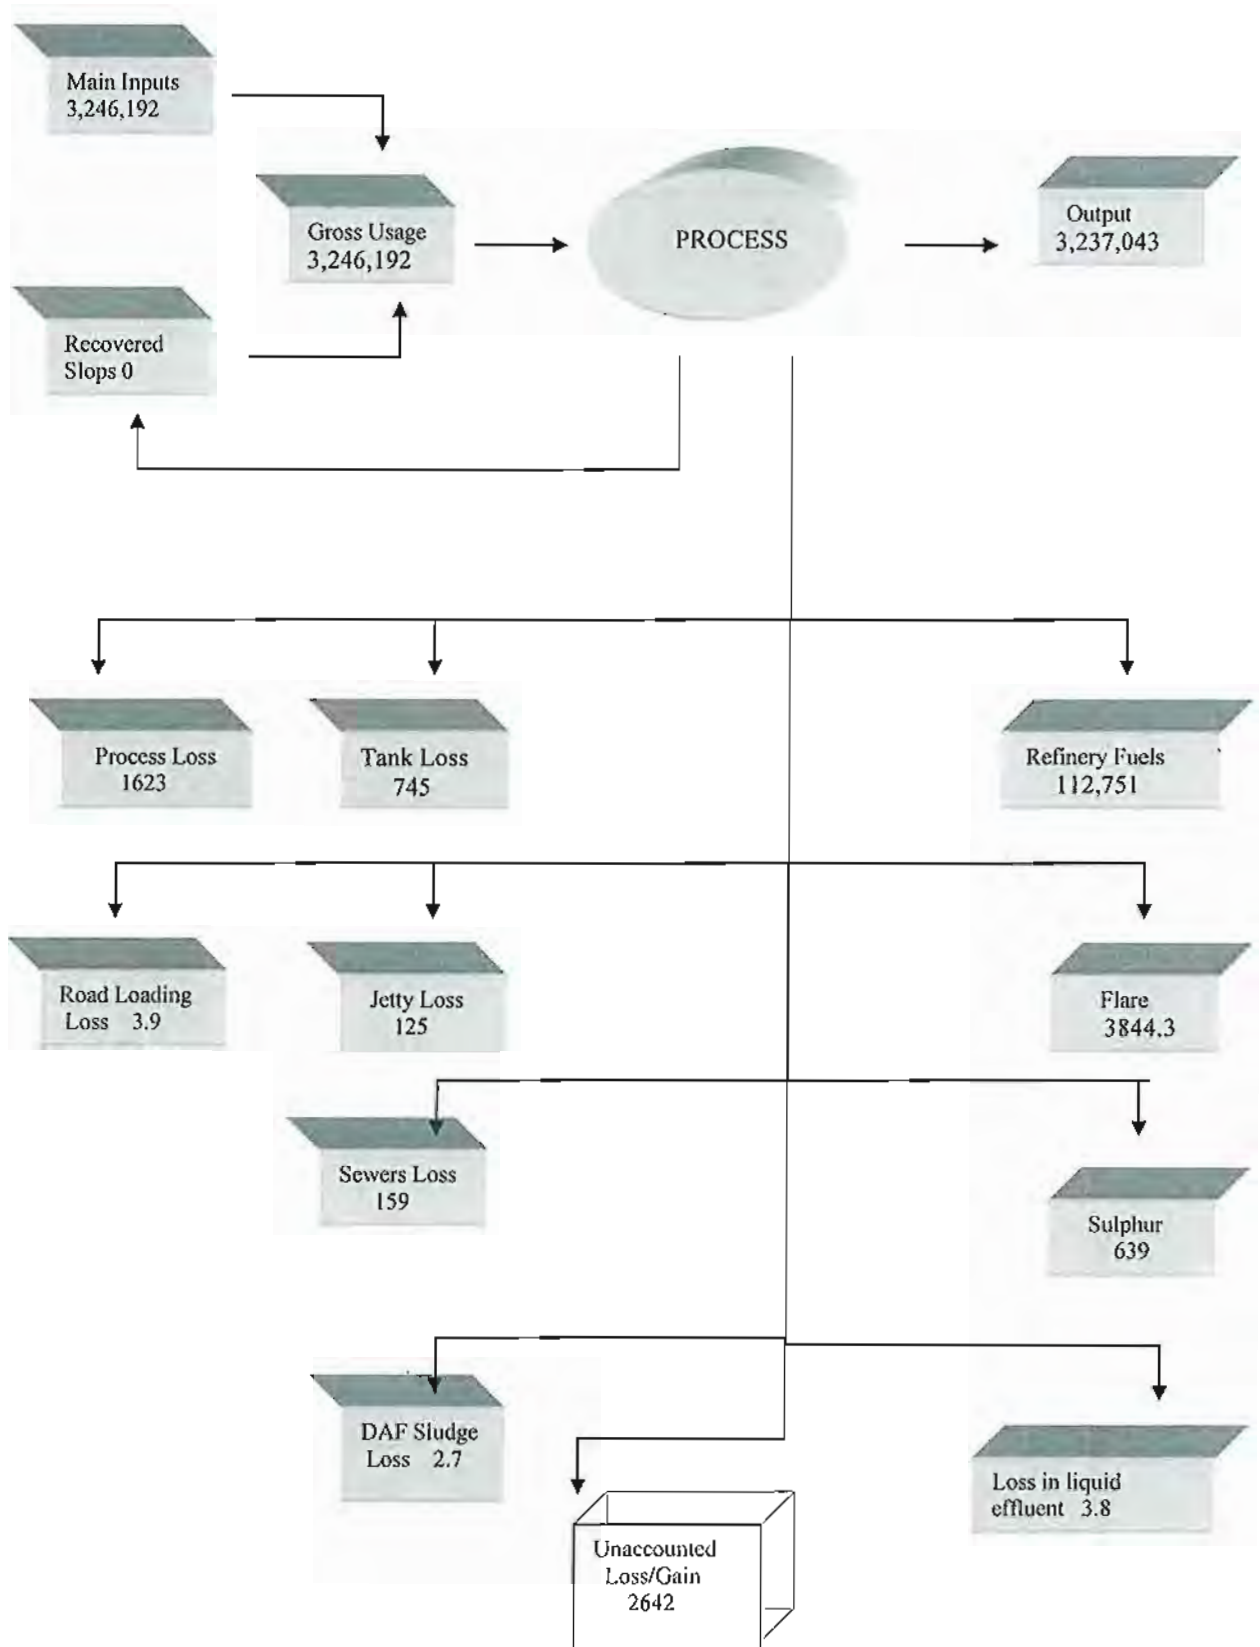 Main Inputs
3,246,192
Gross Usage
3,246,192
Recovered
Slops 0
PROCESS
Output
3,237,043
Process Loss
1623
Tank Loss
745
Refinery Fuels
112,751
Road Loading
Loss 3.9
Jetty Loss
125
Flare
3844.3
Sewers Loss
159
Sulphur
639
DAF Sludge
Loss 2.7
Loss in liquid
effluent 3.8
Unaccounted
Loss/Gain
2642